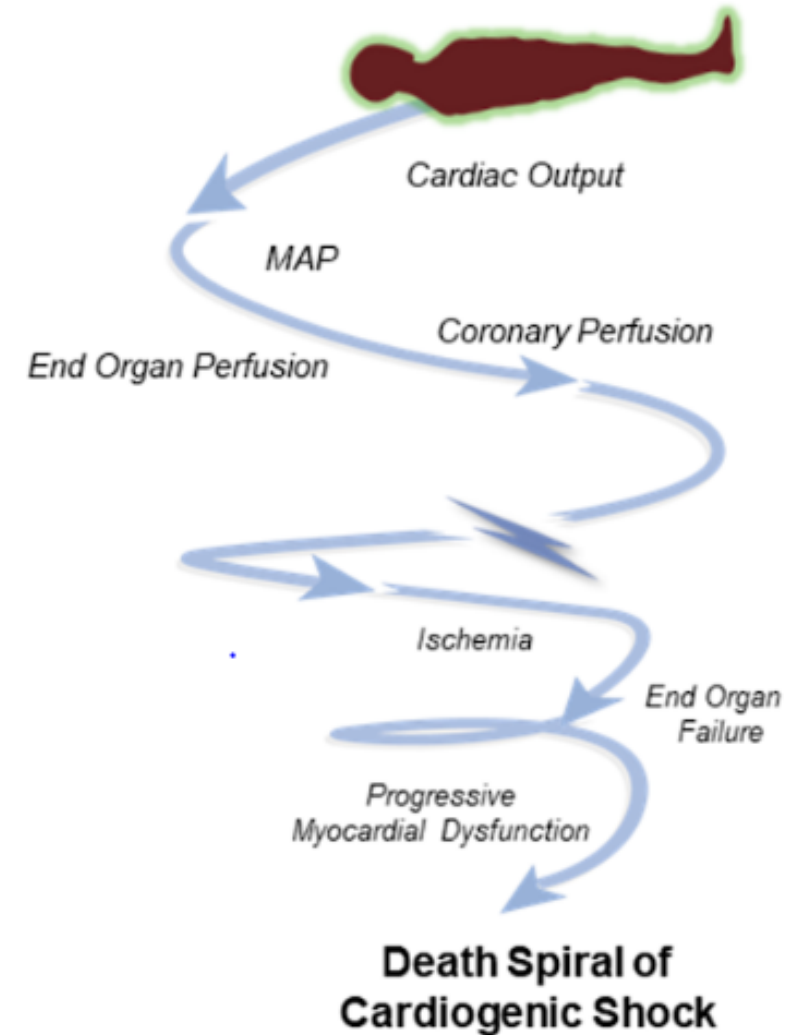 Cardiac Output
MAP
Coronary Perfusion
End Organ Perfusion
Ischemia
End Organ
Failure
Progressive
Myocardial Dysfunction
Death Spiral of
Cardiogenic Shock